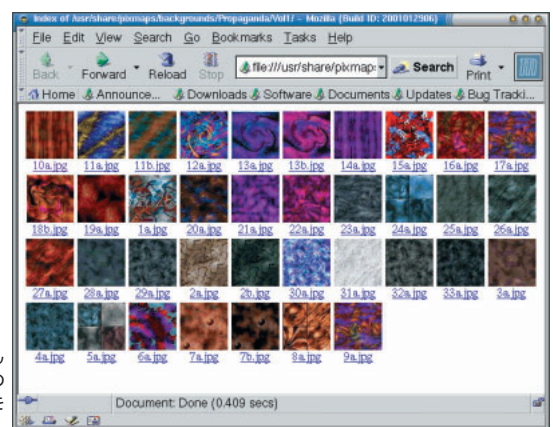 Index of /usr/share/pixmaps/backgrounds/Propaganda/Vol1/ - Mozilla {Build ID: 2001012906}
File Edit View Search Go Bookmarks Tasks Help
Back Forward Reload Stop file:///usr/share/pixmap: Search Print
Home Announce... Downloads Software Documents Updates Bug Tracki...
10a.jpg 11a.jpg 11b.jpg 12a.jpg 13a.jpg 13b.jpg 14a.jpg 15a.jpg 16a.jpg 17a.jpg
18b.jpg 19a.jpg 1a.jpg 20a.jpg 21a.jpg 22a.jpg 23a.jpg 24a.jpg 25a.jpg 26a.jpg
27a.jpg 28a.jpg 29a.jpg 2a.jpg 2b.jpg 30a.jpg 31a.jpg 32a.jpg 33a.jpg 3a.jpg
4a.jpg 5a.jpg 6a.jpg 7a.jpg 7b.jpg 8a.jpg 9a.jpg
Document: Done (0.409 secs)